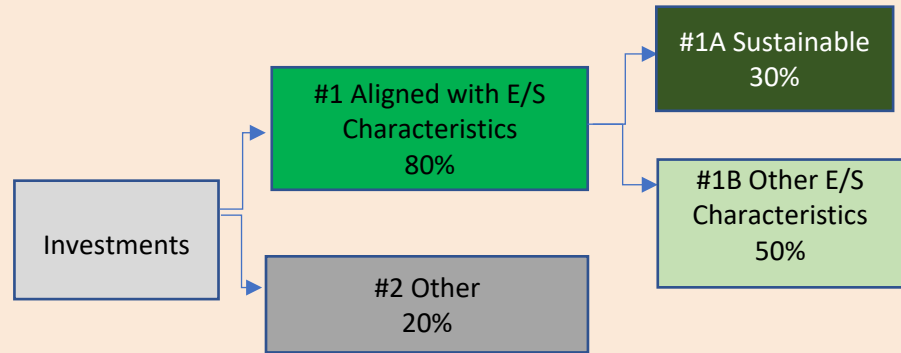 Investments
#1 Aligned with E/S
Characteristics
80%
#2 Other
20%
#1A Sustainable
30%
#1B Other E/S
Characteristics
50%